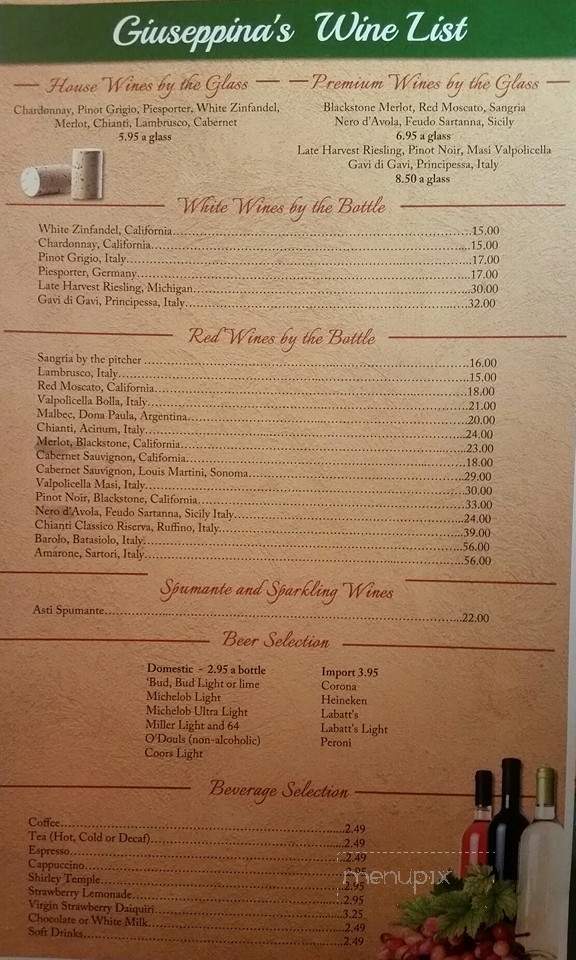 Giuseppina's Wine List
House Wines by the Glass
Chardonnay, Pinot Grigio, Piesporter, White Zinfandel,
Merlot, Chianti, Lambrusco, Cabernet
5.95 a glass
Premium Wines by the Glass
Blackstone Merlot, Red Moscato, Sangria
Nero d'Avola, Feudo Sartanna, Sicily
6.95 a glass
Late Harvest Riesling, Pinot Noir, Masi Valpolicella
Gavi di Gavi, Principessa, Italy
8.50 a glass
White Wines by the Bottle
White Zinfandel, California 15.00
Chardonnay, California 15.00
Pinot Grigio, Italy 17.00
Piesporter, Germany 17.00
Late Harvest Riesling, Michigan 30.00
Gavi di Gavi, Principessa, Italy 32.00
Red Wines by the Bottle
Sangria by the pitcher 16.00
Lambrusco, Italy 15.00
Red Moscato, California 18.00
Valpolicella Bolla, Italy 21.00
Malbec, Dona Paula, Argentina 20.00
Chianti, Acinum, Italy 24.00
Merlot, Blackstone, California 23.00
Cabernet Sauvignon, California 18.00
Cabernet Sauvignon, Louis Martini, Sonoma 29.00
Valpolicella Masi, Italy 30.00
Pinot Noir, Blackstone, California 33.00
Nero d'Avola, Feudo Sartanna, Sicily Italy 24.00
Chianti Classico Riserva, Ruffino, Italy 39.00
Barolo, Batasiolo, Italy 56.00
Amarone, Sartori, Italy 56.00
Spumante and Sparkling Wines
Asti Spumante 22.00
Beer Selection
Domestic - 2.95 a bottle
'Bud, Bud Light or lime
Michelob Light
Michelob Ultra Light
Miller Light and 64
O'Douls (non-alcoholic)
Coors Light
Import 3.95
Corona
Heineken
Labatt's
Labatt's Light
Peroni
Beverage Selection
Coffee 2.49
Tea (Hot, Cold or Decaf) 2.49
Espresso 2.49
Cappuccino 2.95
Shirley Temple 2.95
Strawberry Lemonade 2.95
Virgin Strawberry Daiquiri 3.25
Chocolate or White Milk 2.49
Soft Drinks 2.49
menupix